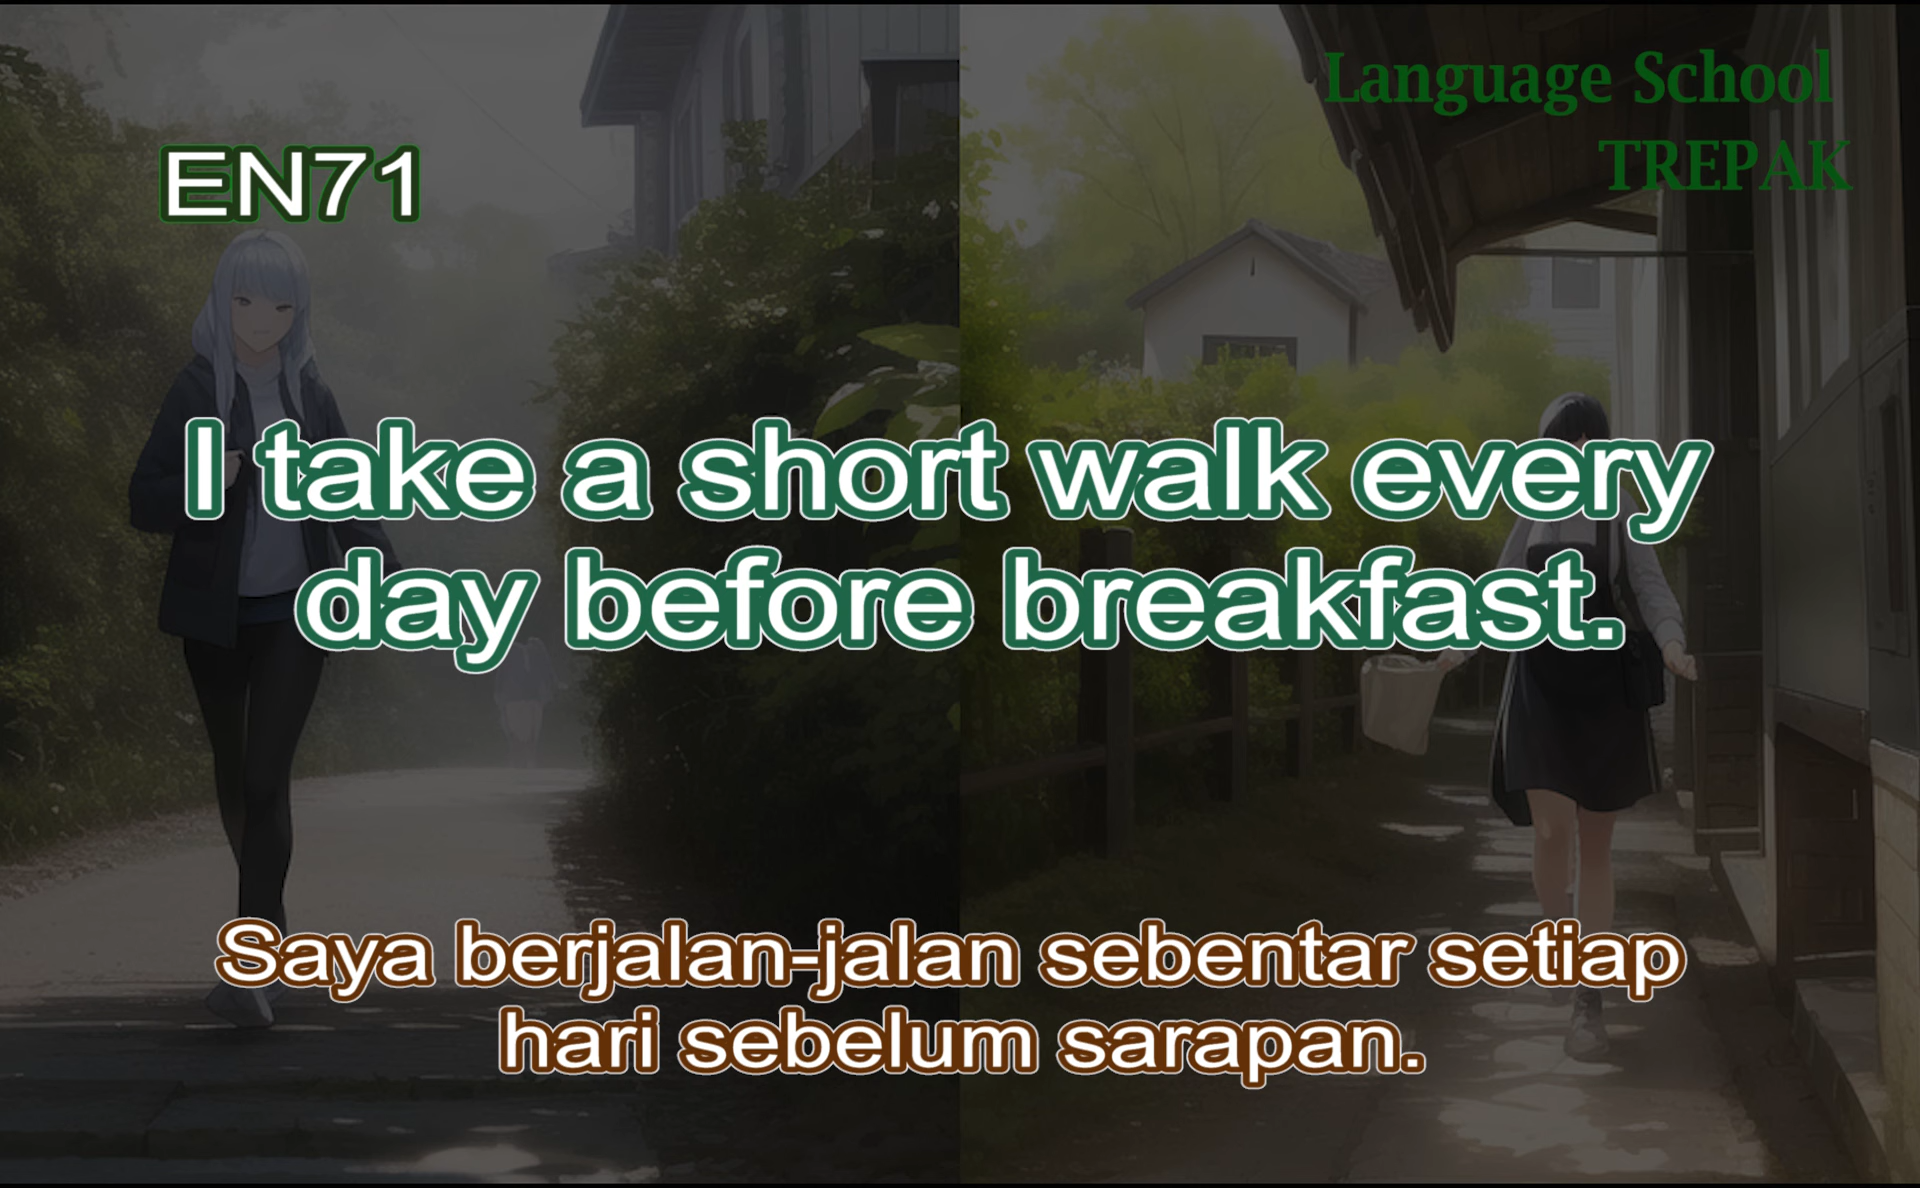 Language School
TREPAK
EN71
I take a short walk every
day before breakfast.
Saya berjalan-jalan sebentar setiap
hari sebelum sarapan.